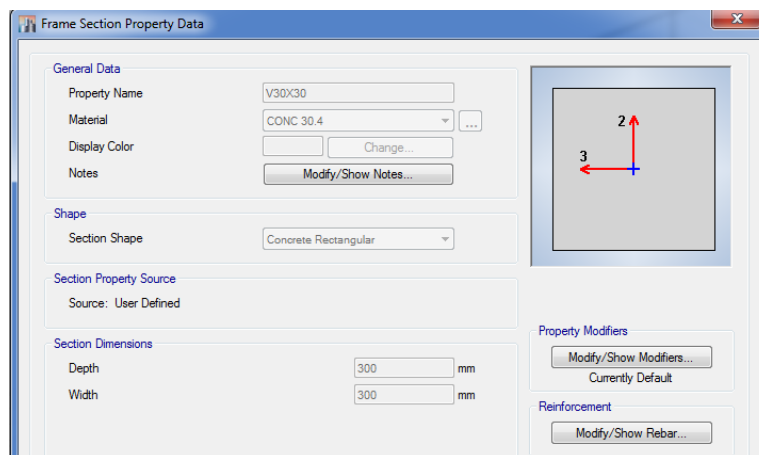 Frame Section Property Data
General Data
Property Name V30X30
Material CONC 30.4 ...
Display Color Change...
Notes Modify/Show Notes...
Shape
Section Shape Concrete Rectangular
Section Property Source
Source: User Defined
Section Dimensions
Depth 300 mm
Width 300 mm
2
3
Property Modifiers
Modify/Show Modifiers...
Currently Default
Reinforcement
Modify/Show Rebar...